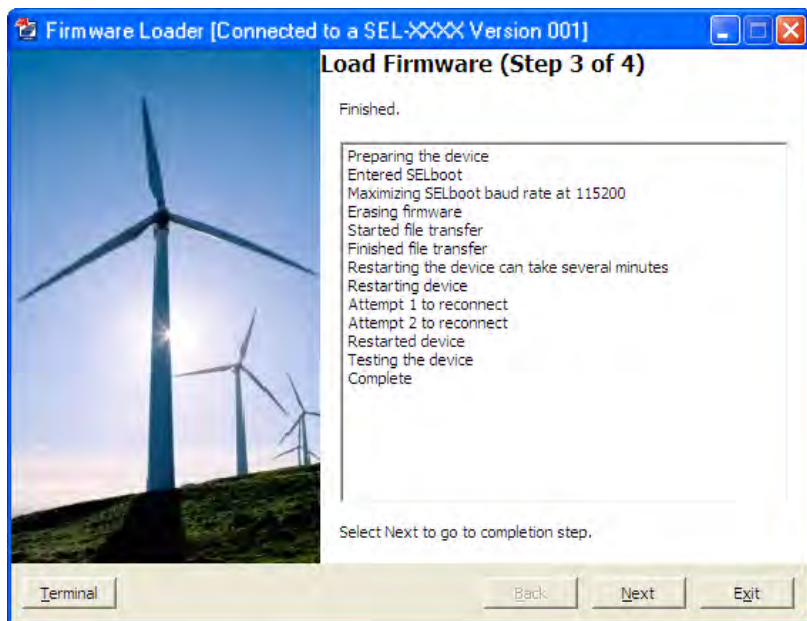 Firmware Loader [Connected to a SEL-XXXX Version 001]
Load Firmware (Step 3 of 4)
Finished.
Preparing the device
Entered SELboot
Maximizing SELboot baud rate at 115200
Erasing firmware
Started file transfer
Finished file transfer
Restarting the device can take several minutes
Restarting device
Attempt 1 to reconnect
Attempt 2 to reconnect
Restarted device
Testing the device
Complete
Select Next to go to completion step.
Terminal
Back
Next
Exit